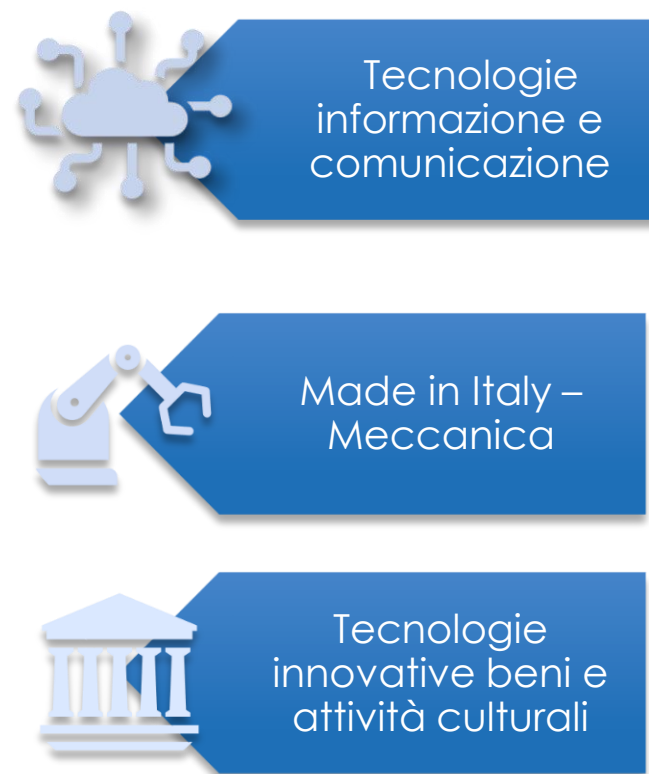 Tecnologie
informazione e
comunicazione
Made in Italy –
Meccanica
Tecnologie
innovative beni e
attività culturali